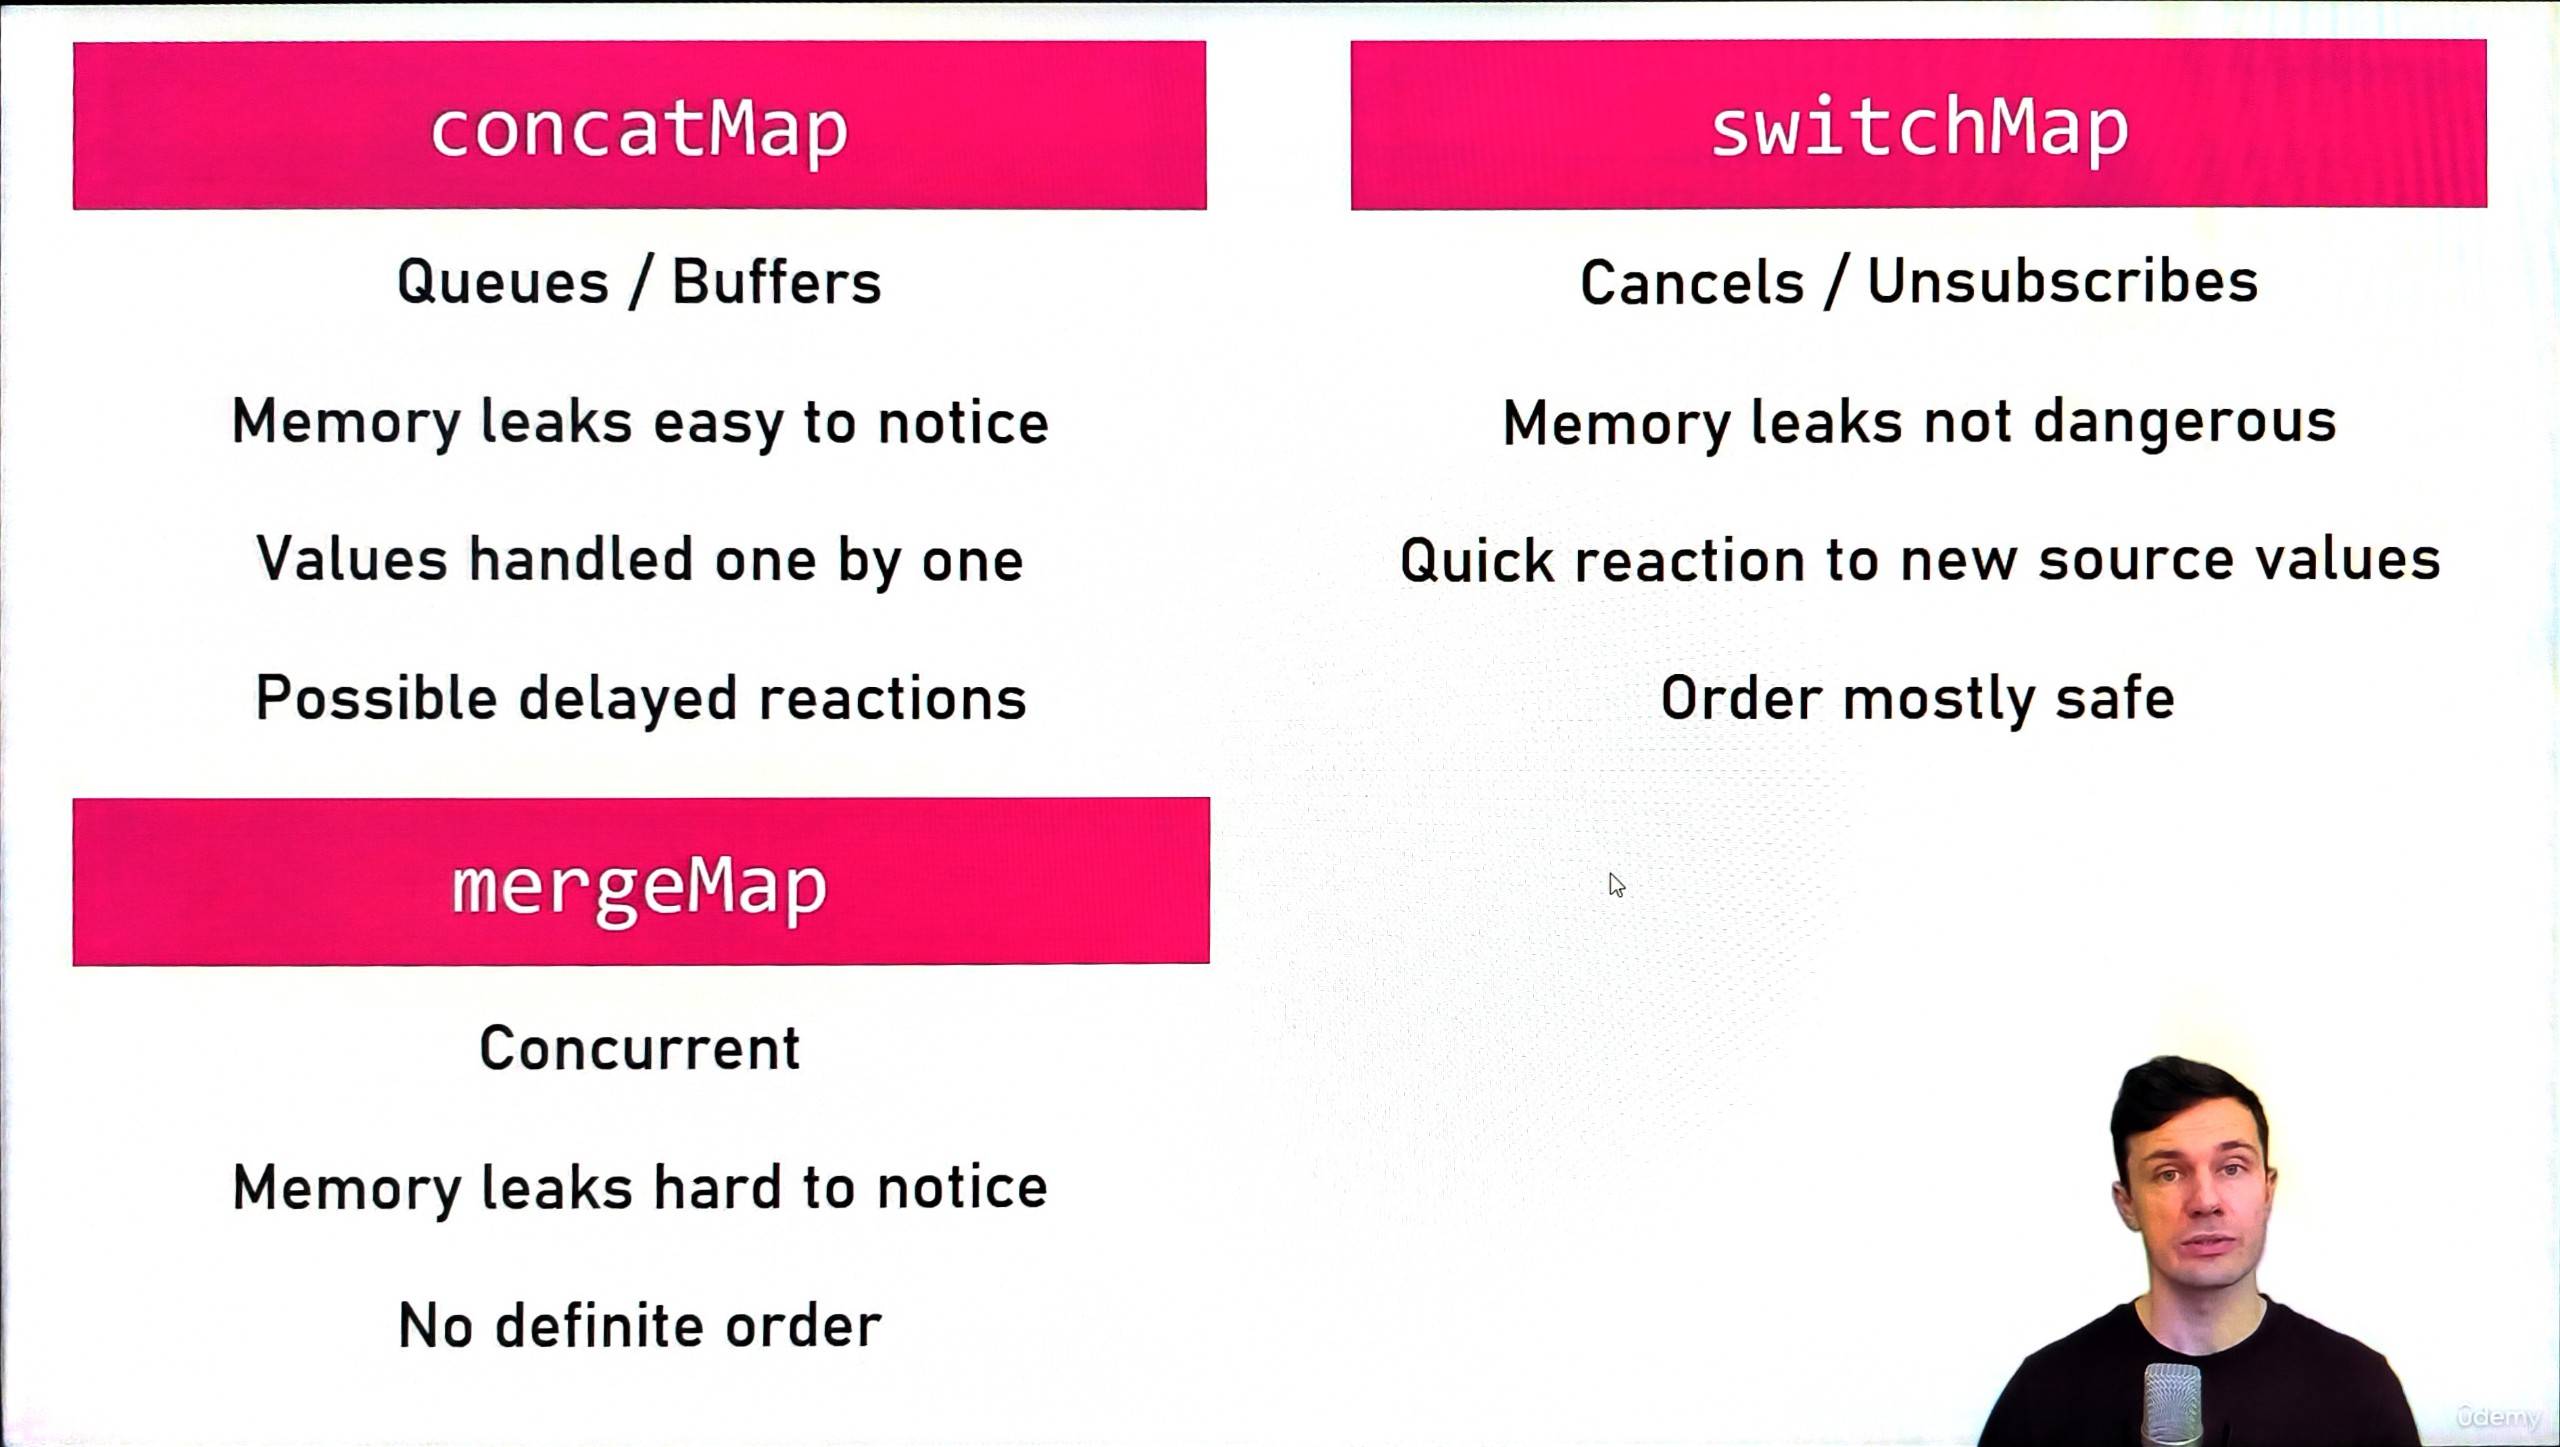 concatMap
Queues / Buffers
Memory leaks easy to notice
Values handled one by one
Possible delayed reactions
switchMap
Cancels / Unsubscribes
Memory leaks not dangerous
Quick reaction to new source values
Order mostly safe
mergeMap
Concurrent
Memory leaks hard to notice
No definite order
ûdemy